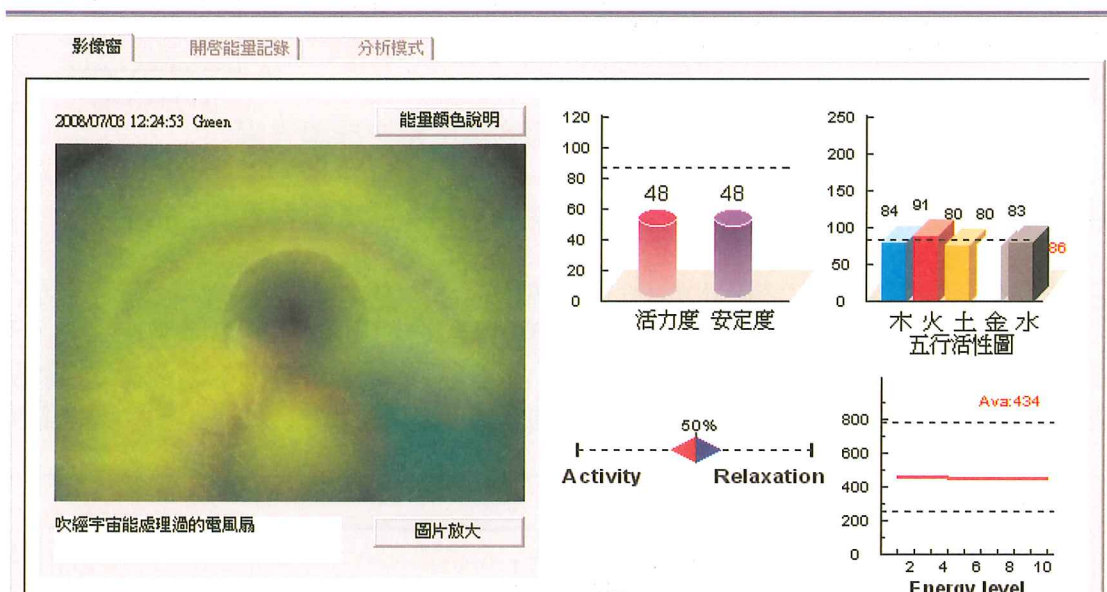 影像窗
開啓能量記錄
分析模式
2008/07/03 12:24:53 Green
能量顏色說明
吹經宇宙能處理過的電風扇
圖片放大
120
100
80
60
40
20
0
48
48
活力度 安定度
250
200
150
100
50
0
84
91
80
80
83
86
木 火 土 金 水
五行活性圖
50%
Activity
Relaxation
Ava:434
800
600
400
200
0
2 4 6 8 10
Energy level